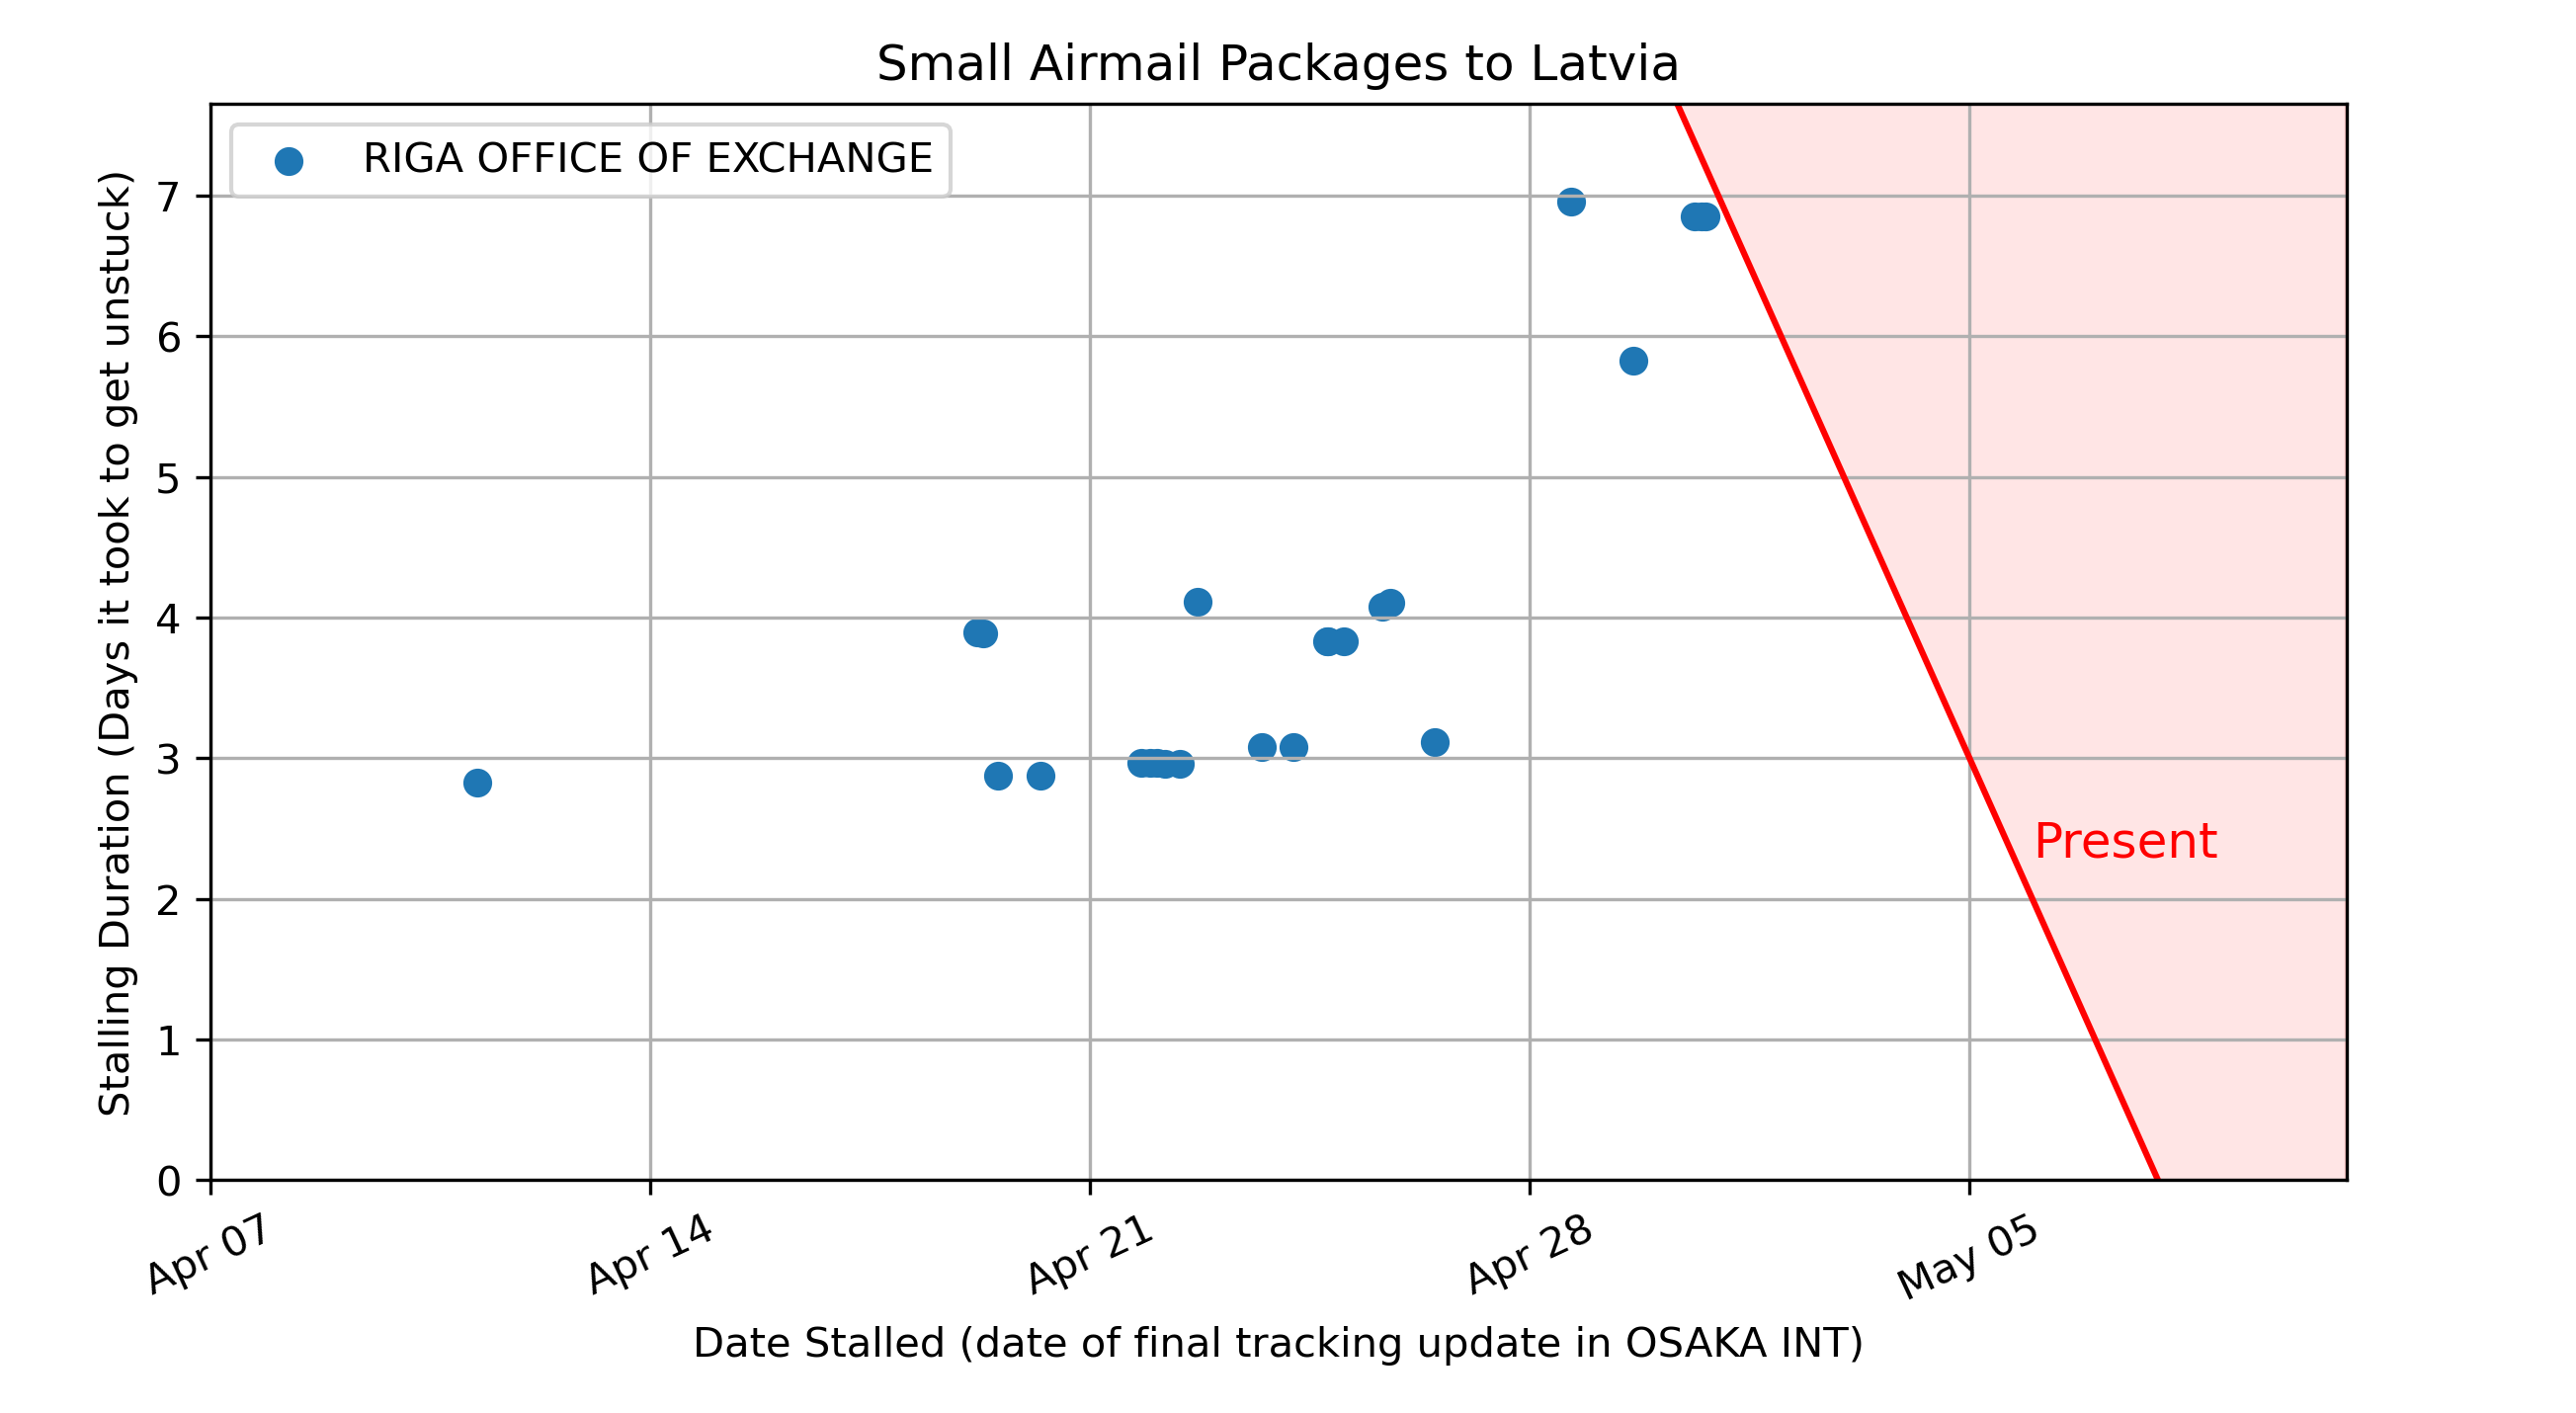 Small Airmail Packages to Latvia
RIGA OFFICE OF EXCHANGE
Stalling Duration (Days it took to get unstuck)
7
6
5
4
3
2
1
0
Present
Apr 07
Apr 14
Apr 21
Apr 28
May 05
Date Stalled (date of final tracking update in OSAKA INT)